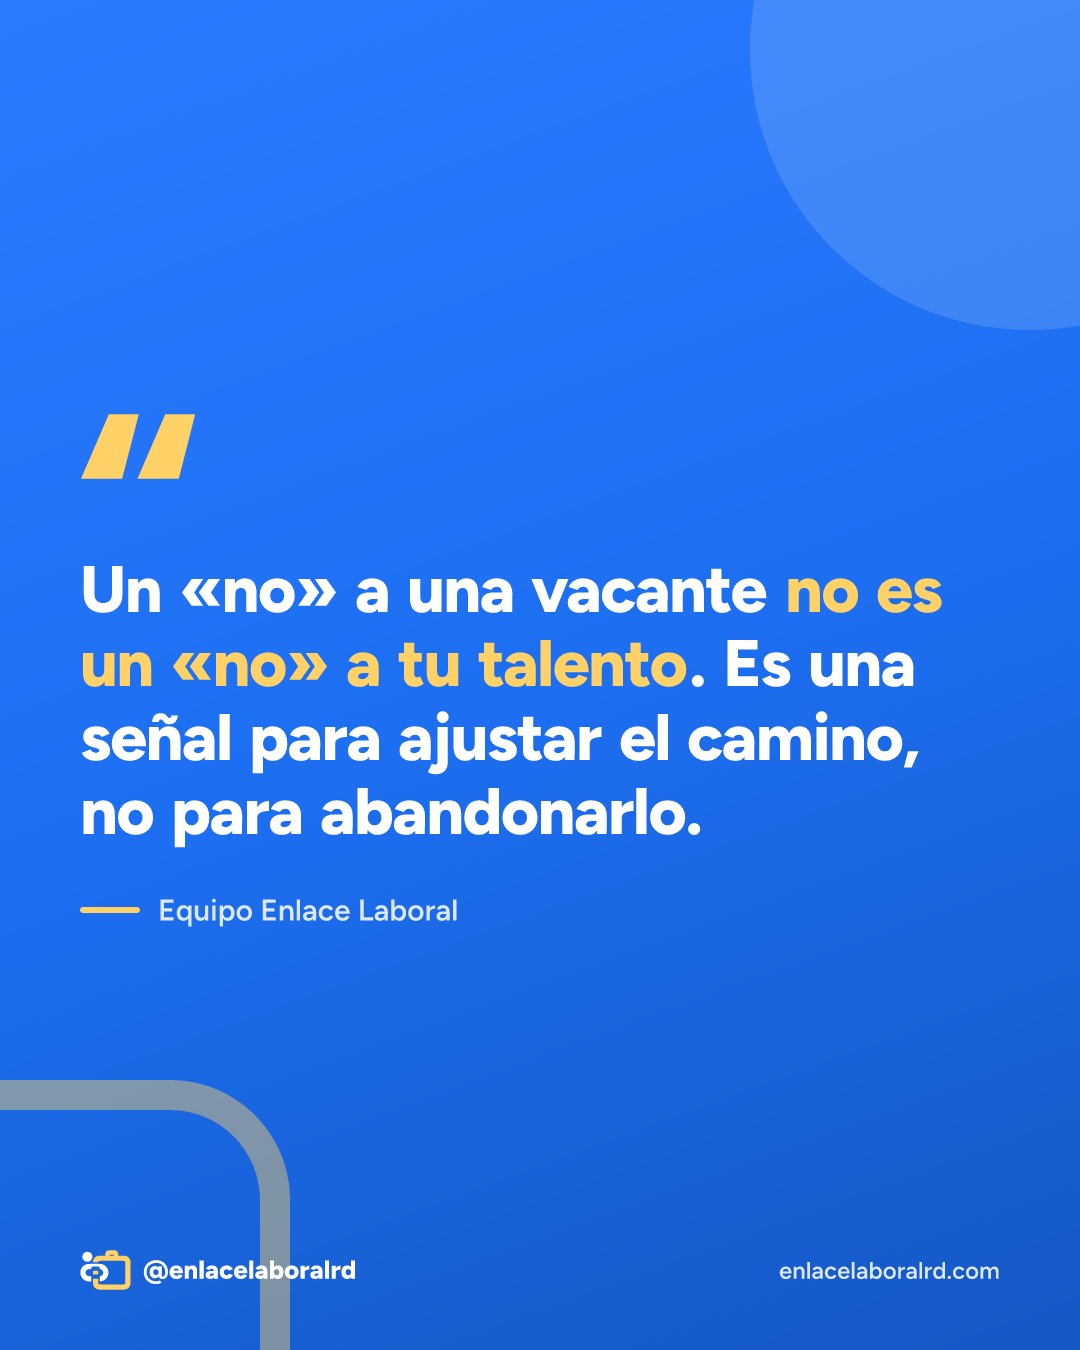 “
Un «no» a una vacante no es
un «no» a tu talento. Es una
señal para ajustar el camino,
no para abandonarlo.
Equipo Enlace Laboral
@enlacelaboralrd
enlacelaboralrd.com